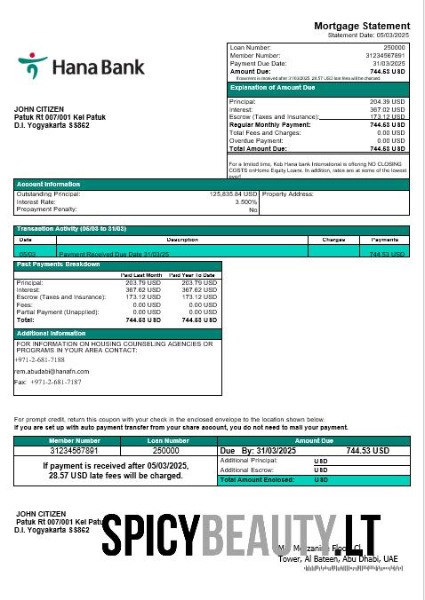 Mortgage Statement
Statement Date: 05/03/2025
Hana Bank
Loan Number: 250000
Member Number: 31234567891
Payment Due Date: 31/03/2025
Amount Due: 744.53 USD
If payment is received after 31/03/2025, 28.57 USD late fees will be charged.
Explanation of Amount Due
Principal: 204.39 USD
Interest: 367.02 USD
Escrow (Taxes and Insurance): 173.12 USD
Regular Monthly Payment: 744.53 USD
Total Fees and Charges: 0.00 USD
Overdue Payment: 0.00 USD
Total Amount Due: 744.53 USD
JOHN CITIZEN
Patuk Rt 007/001 Kel Patuk
D.I. Yogyakarta 55862
For a limited time, Keb Hana bank International is offering NO CLOSING
COSTS on Home Equity Loans. In addition, rates are at some of the lowest
ever!
Account Information
Outstanding Principal: 125,835.64 USD
Property Address:
Interest Rate: 3.500%
Prepayment Penalty: No
Transaction Activity (05/03 to 31/03)
Date Description Charges Payments
05/03 Payment Received Due Date 31/03/25 744.53 USD
Past Payments Breakdown
Paid Last Month Paid Year To Date
Principal: 203.79 USD 203.79 USD
Interest: 367.62 USD 367.62 USD
Escrow (Taxes and Insurance): 173.12 USD 173.12 USD
Fees: 0.00 USD 0.00 USD
Partial Payment (Unapplied): 0.00 USD 0.00 USD
Total: 744.53 USD 744.53 USD
Additional Information
FOR INFORMATION ON HOUSING COUNSELING AGENCIES OR
PROGRAMS IN YOUR AREA CONTACT:
+971-2-681-7188
rem.abudabi@hanafn.com
Fax: +971-2-681-7187
For prompt credit, return this coupon with your check in the enclosed envelope to the location shown below
If you are set up with auto payment transfer from your share account, you do not need to mail your payment.
Member Number Loan Number Amount Due
31234567891 250000 Due By: 31/03/2025 744.53 USD
If payment is received after 05/03/2025,
28.57 USD late fees will be charged.
Additional Principal: USD
Additional Escrow: USD
Total Amount Enclosed: USD
JOHN CITIZEN
Patuk Rt 007/001 Kel Patuk
D.I. Yogyakarta 55862
SPICYBEAUTY.LT
Tower, Al Bateen, Abu Dhabi, UAE